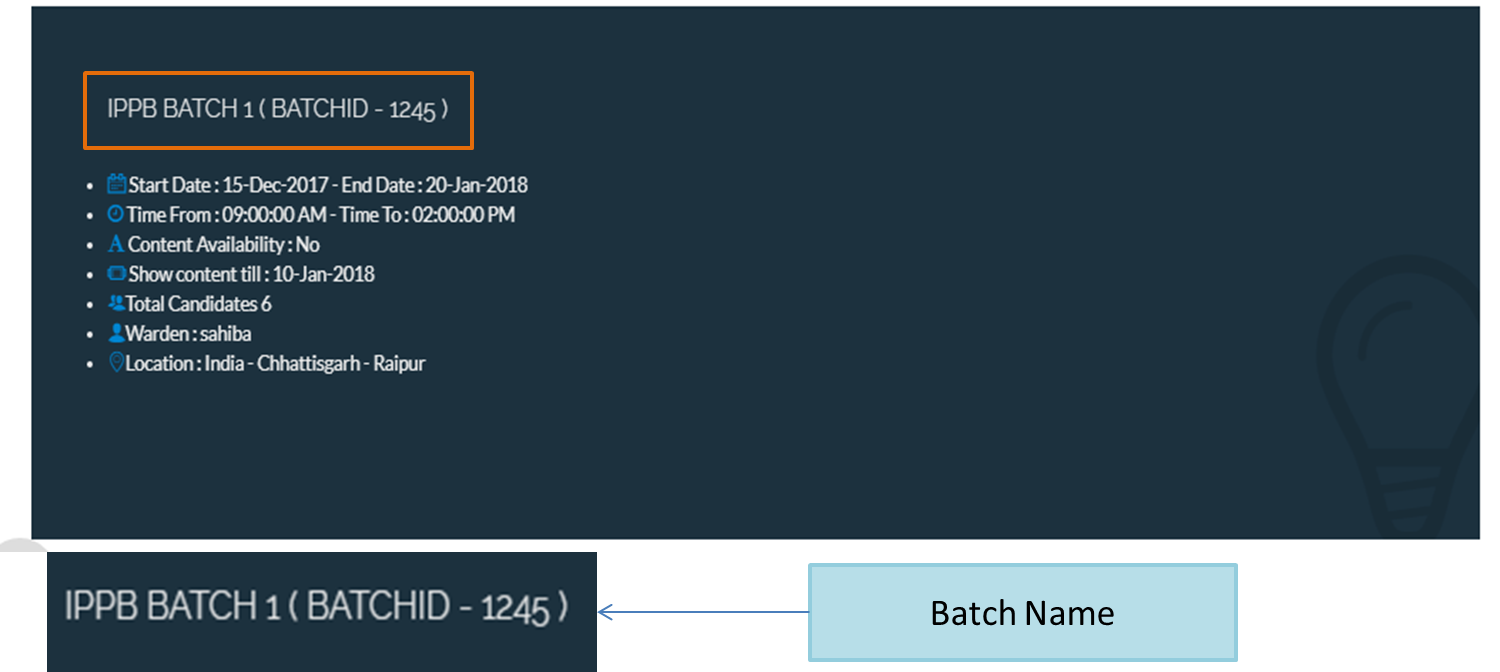 IPPB BATCH 1 ( BATCHID - 1245 )
Start Date : 15-Dec-2017 - End Date : 20-Jan-2018
Time From : 09:00:00 AM - Time To : 02:00:00 PM
Content Availability : No
Show content till : 10-Jan-2018
Total Candidates 6
Warden : sahiba
Location : India - Chhattisgarh - Raipur
IPPB BATCH 1 ( BATCHID - 1245 )
Batch Name